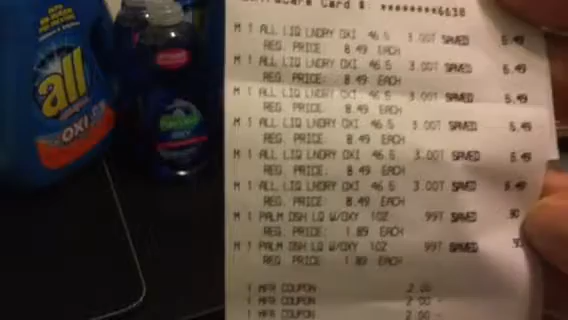 Card #: *********6638
M 1 ALL LIQ LNDRY OXI 46.5 3.00T SAVED 5.49
REG. PRICE: 8.49 EACH
M 1 ALL LIQ LNDRY OXI 46.5 3.00T SAVED 5.49
REG. PRICE: 8.49 EACH
M 1 ALL LIQ LNDRY OXI 46.5 3.00T SAVED 5.49
REG. PRICE: 8.49 EACH
M 1 ALL LIQ LNDRY OXI 46.5 3.00T SAVED 5.49
REG. PRICE: 8.49 EACH
M 1 ALL LIQ LNDRY OXI 46.5 3.00T SAVED 5.49
REG. PRICE: 8.49 EACH
M 1 ALL LIQ LNDRY OXI 46.5 3.00T SAVED 5.49
REG. PRICE: 8.49 EACH
M 1 PALM DSH LQ W/OXY 10Z 99T SAVED .90
REG. PRICE: 1.89 EACH
M 1 PALM DSH LQ W/OXY 10Z 99T SAVED
REG. PRICE: 1.89 EACH
1 MFR COUPON 2.00 -
1 MFR COUPON 2.00 -
1 MFR COUPON 2.00 -
all
OXI